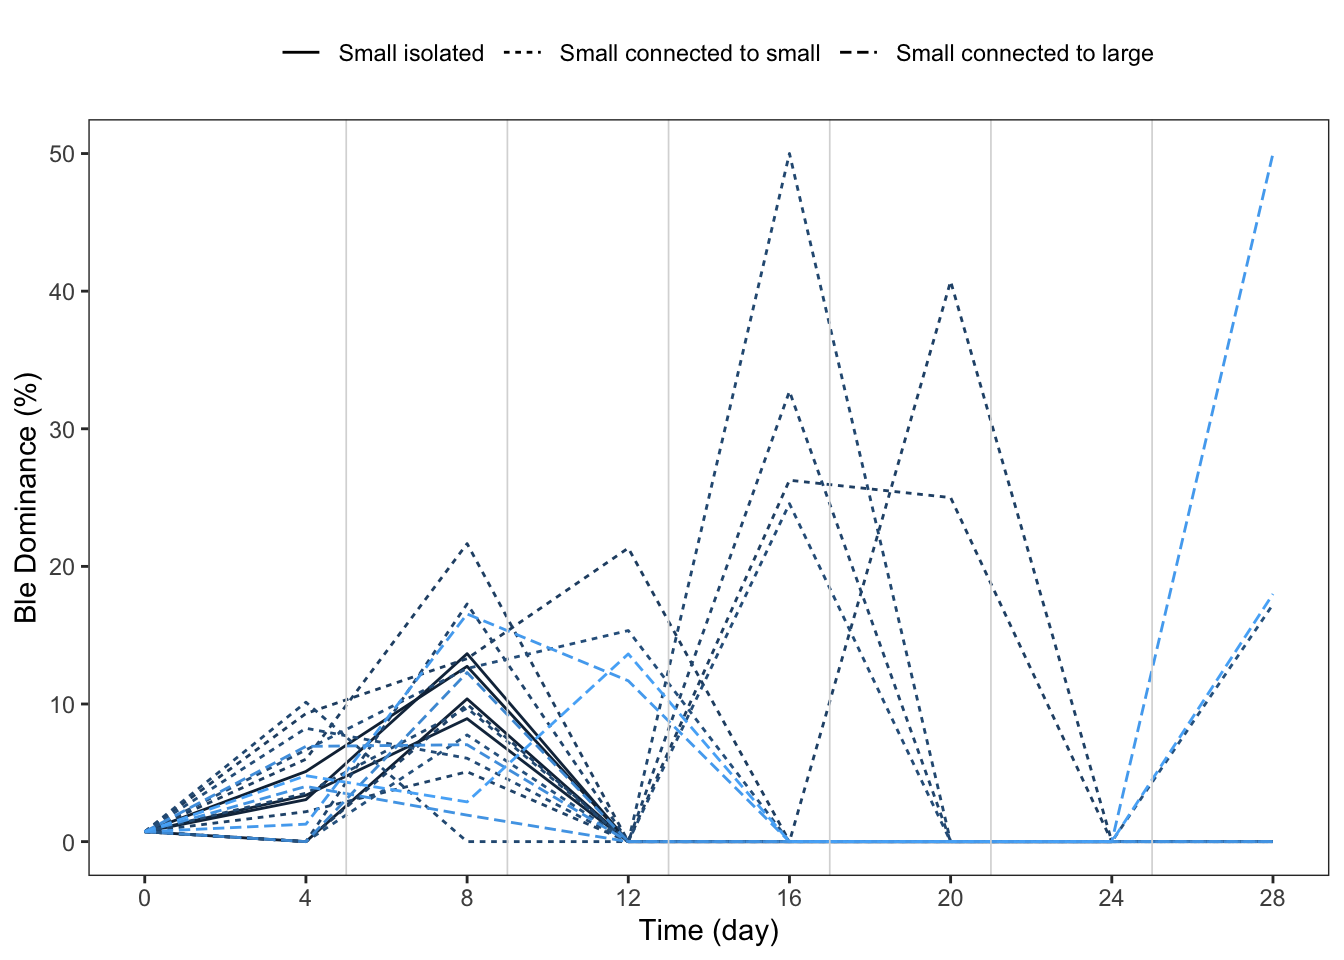 Small isolated Small connected to small Small connected to large
50
40
30
20
10
0
Ble Dominance (%)
0 4 8 12 16 20 24 28
Time (day)